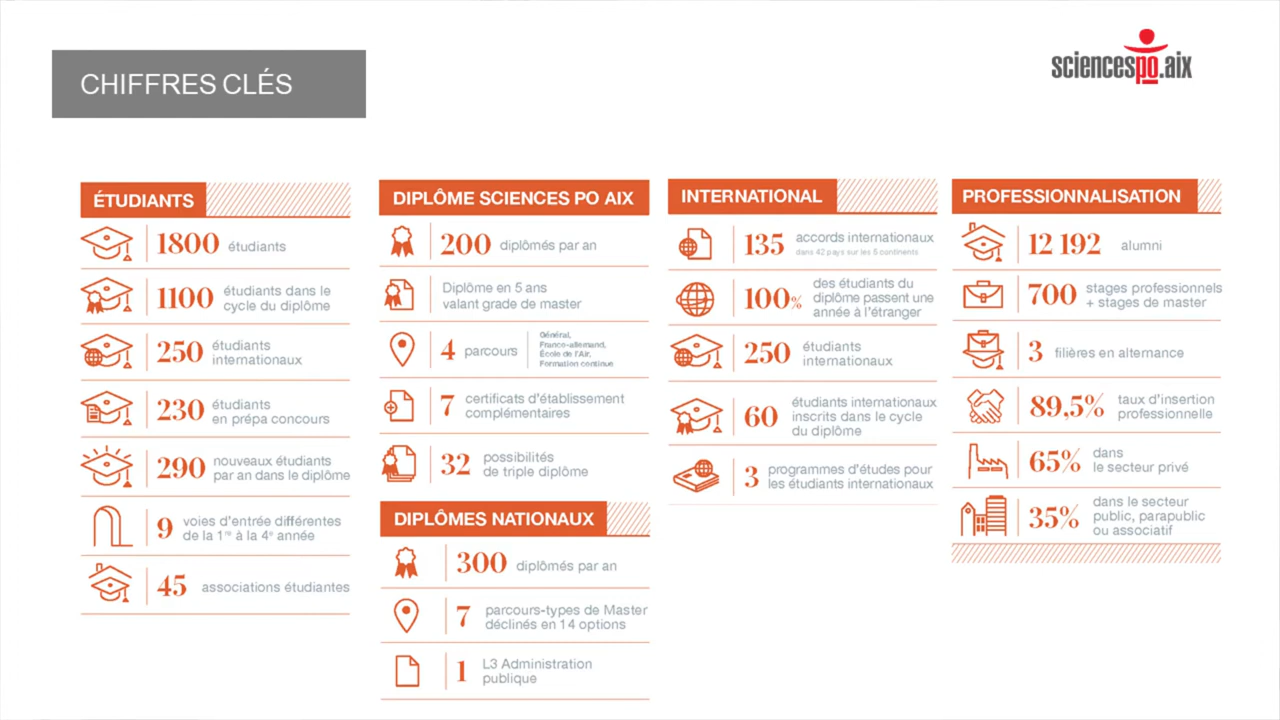 CHIFFRES CLÉS
sciencespo.aix
ÉTUDIANTS
1800 étudiants
1100 étudiants dans le
cycle du diplôme
250 étudiants
internationaux
230 étudiants
en prépa concours
290 nouveaux étudiants
par an dans le diplôme
9 voies d'entrée différentes
de la 1re à la 4e année
45 associations étudiantes
DIPLÔME SCIENCES PO AIX
200 diplômés par an
Diplôme en 5 ans
valant grade de master
4 parcours
Général,
France-allemand,
École de l'Air,
Formation continue
7 certificats d'établissement
complémentaires
32 possibilités
de triple diplôme
DIPLÔMES NATIONAUX
300 diplômés par an
7 parcours-types de Master
déclinés en 14 options
1 L3 Administration
publique
INTERNATIONAL
135 accords internationaux
dans 42 pays sur les 6 continents
100% des étudiants du
diplôme passent une
année à l'étranger
250 étudiants
internationaux
60 étudiants internationaux
inscrits dans le cycle
du diplôme
3 programmes d'études pour
les étudiants internationaux
PROFESSIONNALISATION
12 192 alumni
700 stages professionnels
+ stages de master
3 filières en alternance
89,5% taux d'insertion
professionnelle
65% dans
le secteur privé
35% dans le secteur
public, parapublic
ou associatif